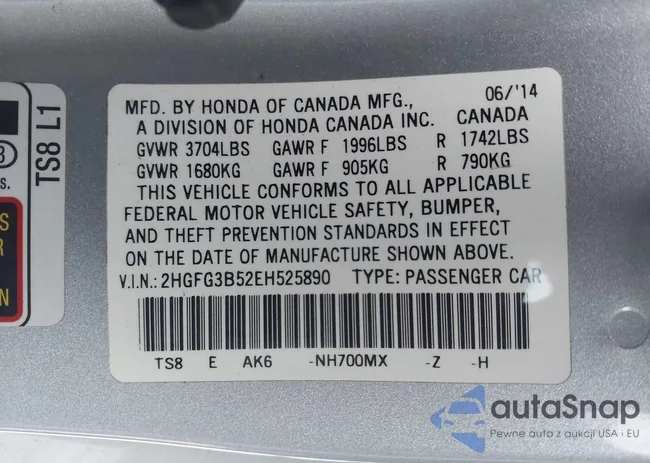 MFD. BY HONDA OF CANADA MFG., 06/'14
A DIVISION OF HONDA CANADA INC. CANADA
GVWR 3704LBS GAWR F 1996LBS R 1742LBS
GVWR 1680KG GAWR F 905KG R 790KG
THIS VEHICLE CONFORMS TO ALL APPLICABLE
FEDERAL MOTOR VEHICLE SAFETY, BUMPER,
AND THEFT PREVENTION STANDARDS IN EFFECT
ON THE DATE OF MANUFACTURE SHOWN ABOVE.
V.I.N.: 2HGFG3B52EH525890 TYPE: PASSENGER CAR
TS8 E AK6 -NH700MX -Z -H
TS8 L1
autoSnap
Pewne auta z aukcji USA i EU